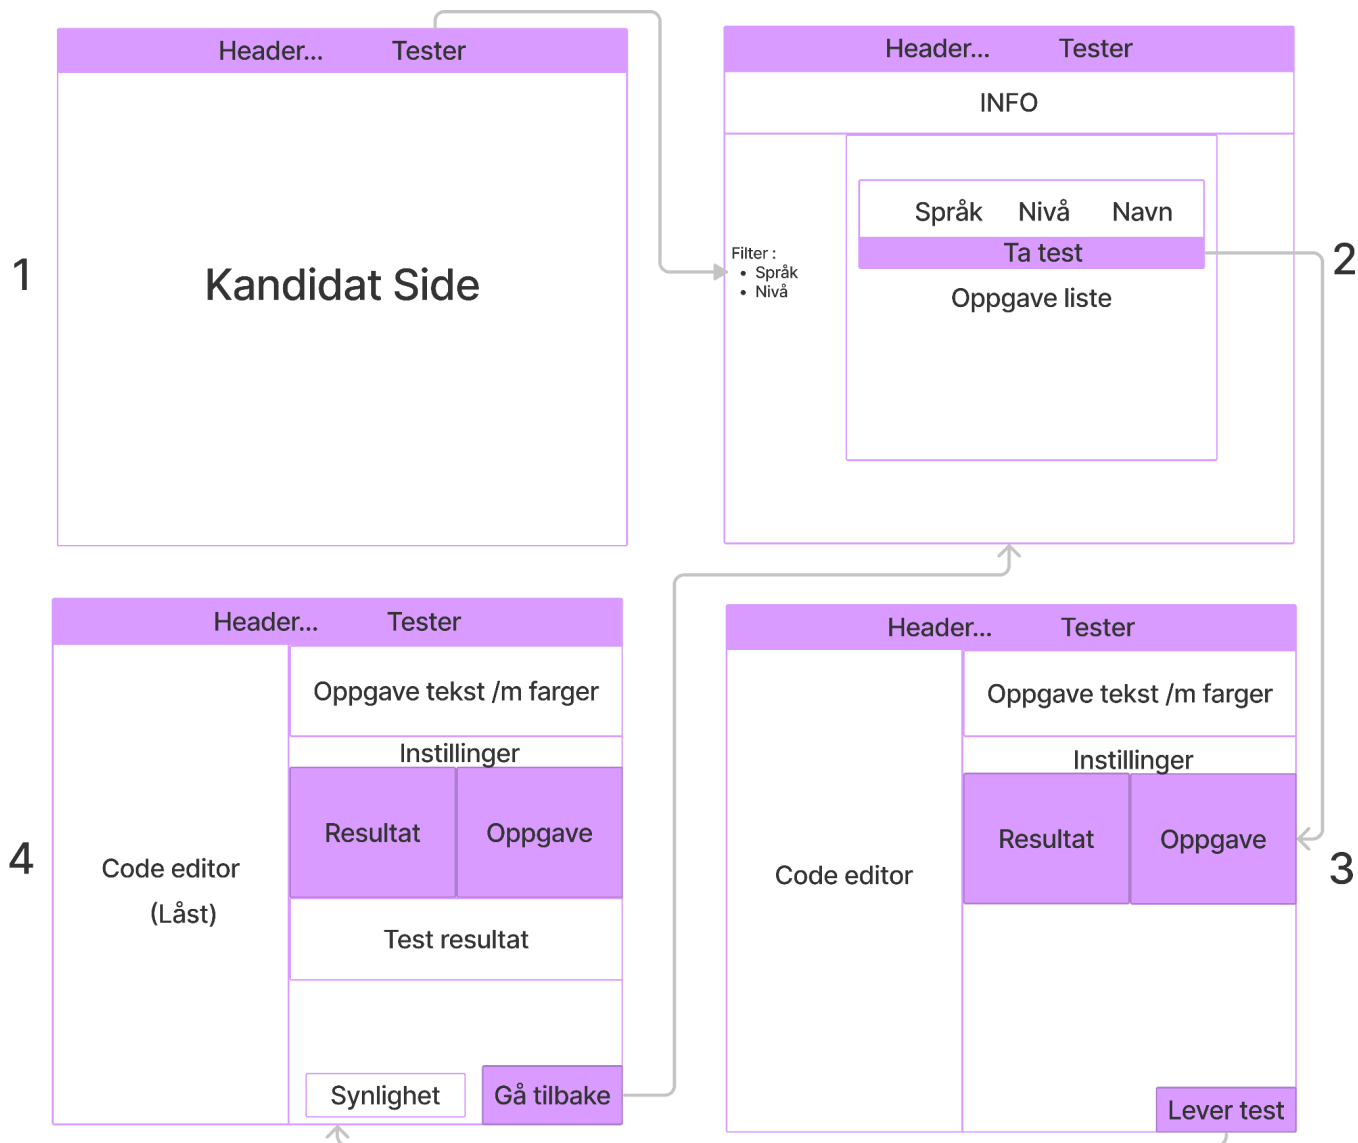 1
Header... Tester
Kandidat Side
2
Header... Tester
INFO
Filter :
• Språk
• Nivå
Språk Nivå Navn
Ta test
Oppgave liste
4
Header... Tester
Code editor
(Låst)
Oppgave tekst /m farger
Instillinger
Resultat Oppgave
Test resultat
Synlighet Gå tilbake
3
Header... Tester
Code editor
Oppgave tekst /m farger
Instillinger
Resultat Oppgave
Lever test